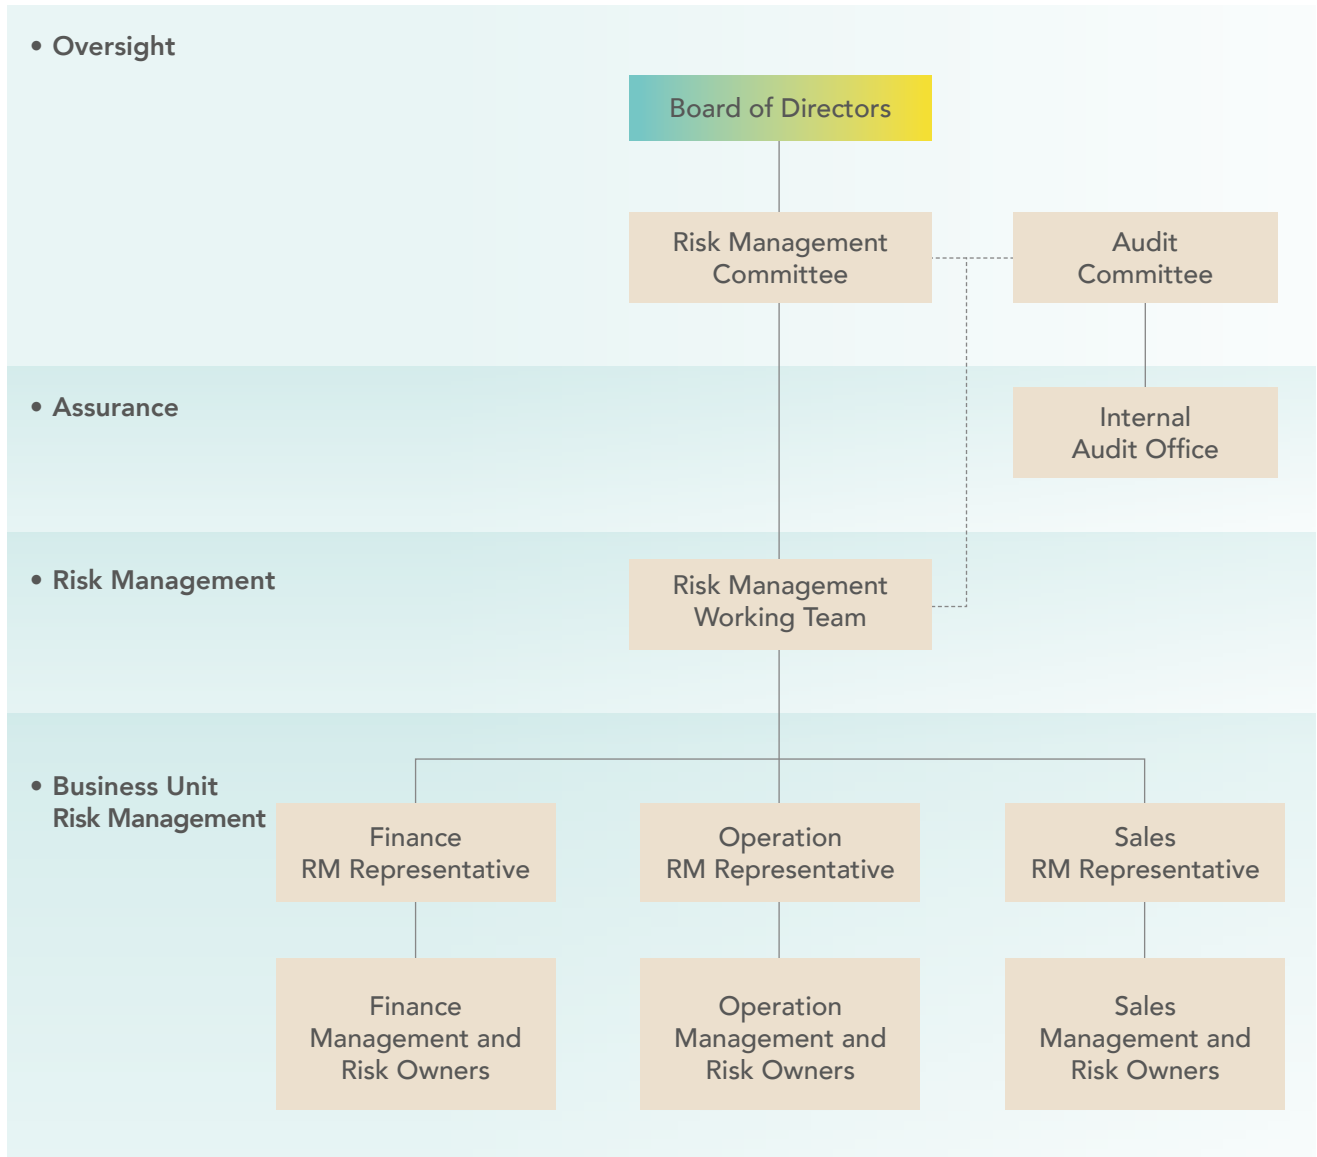 • Oversight
Board of Directors
Risk Management
Committee
Audit
Committee
• Assurance
Internal
Audit Office
• Risk Management
Risk Management
Working Team
• Business Unit
Risk Management
Finance
RM Representative
Operation
RM Representative
Sales
RM Representative
Finance
Management and
Risk Owners
Operation
Management and
Risk Owners
Sales
Management and
Risk Owners